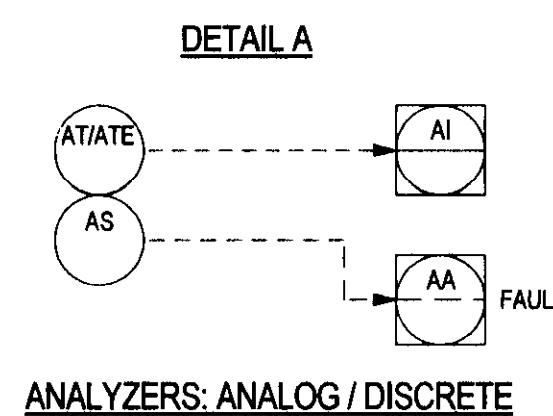 DETAIL A
AT/ATE
AI
AS
AA
FAUL
ANALYZERS: ANALOG / DISCRETE